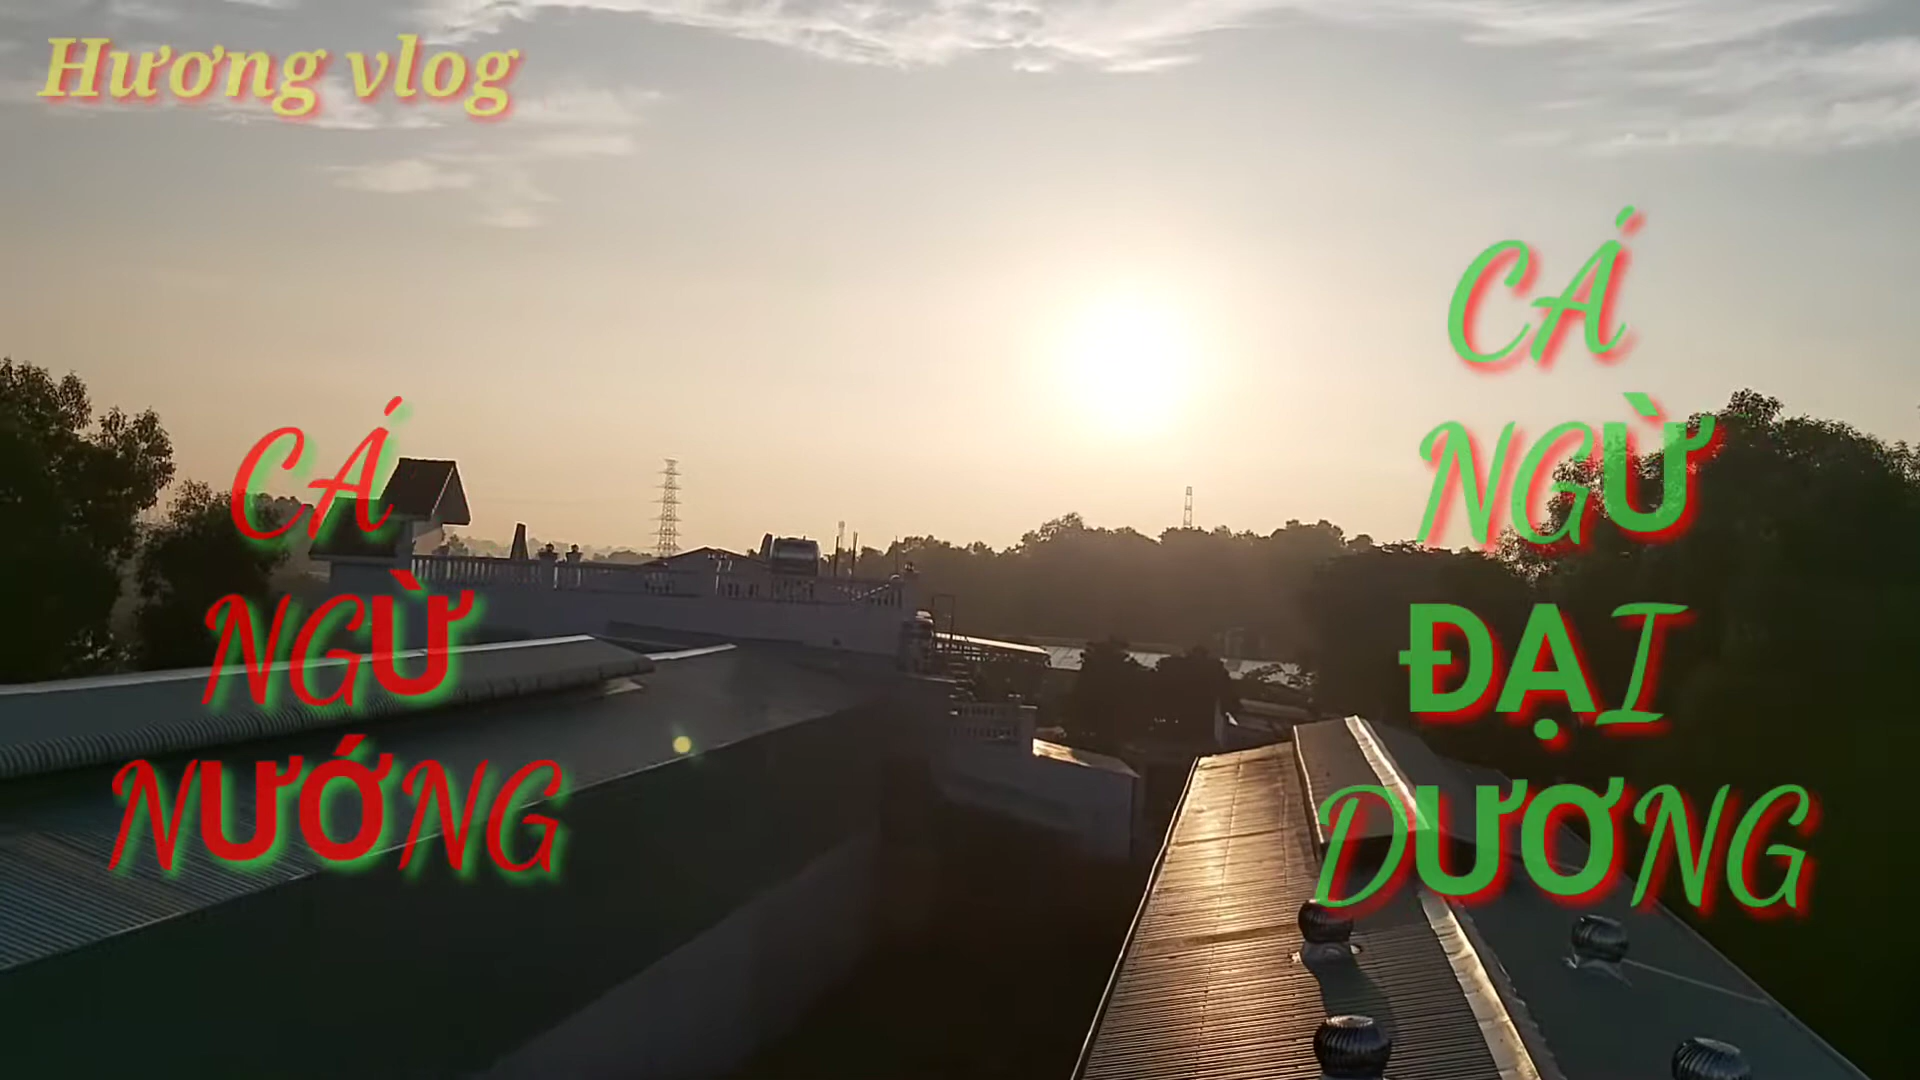 Hương vlog
CÁ
NGỪ
NƯỚNG
CÁ
NGỪ
ĐẠI
DƯƠNG